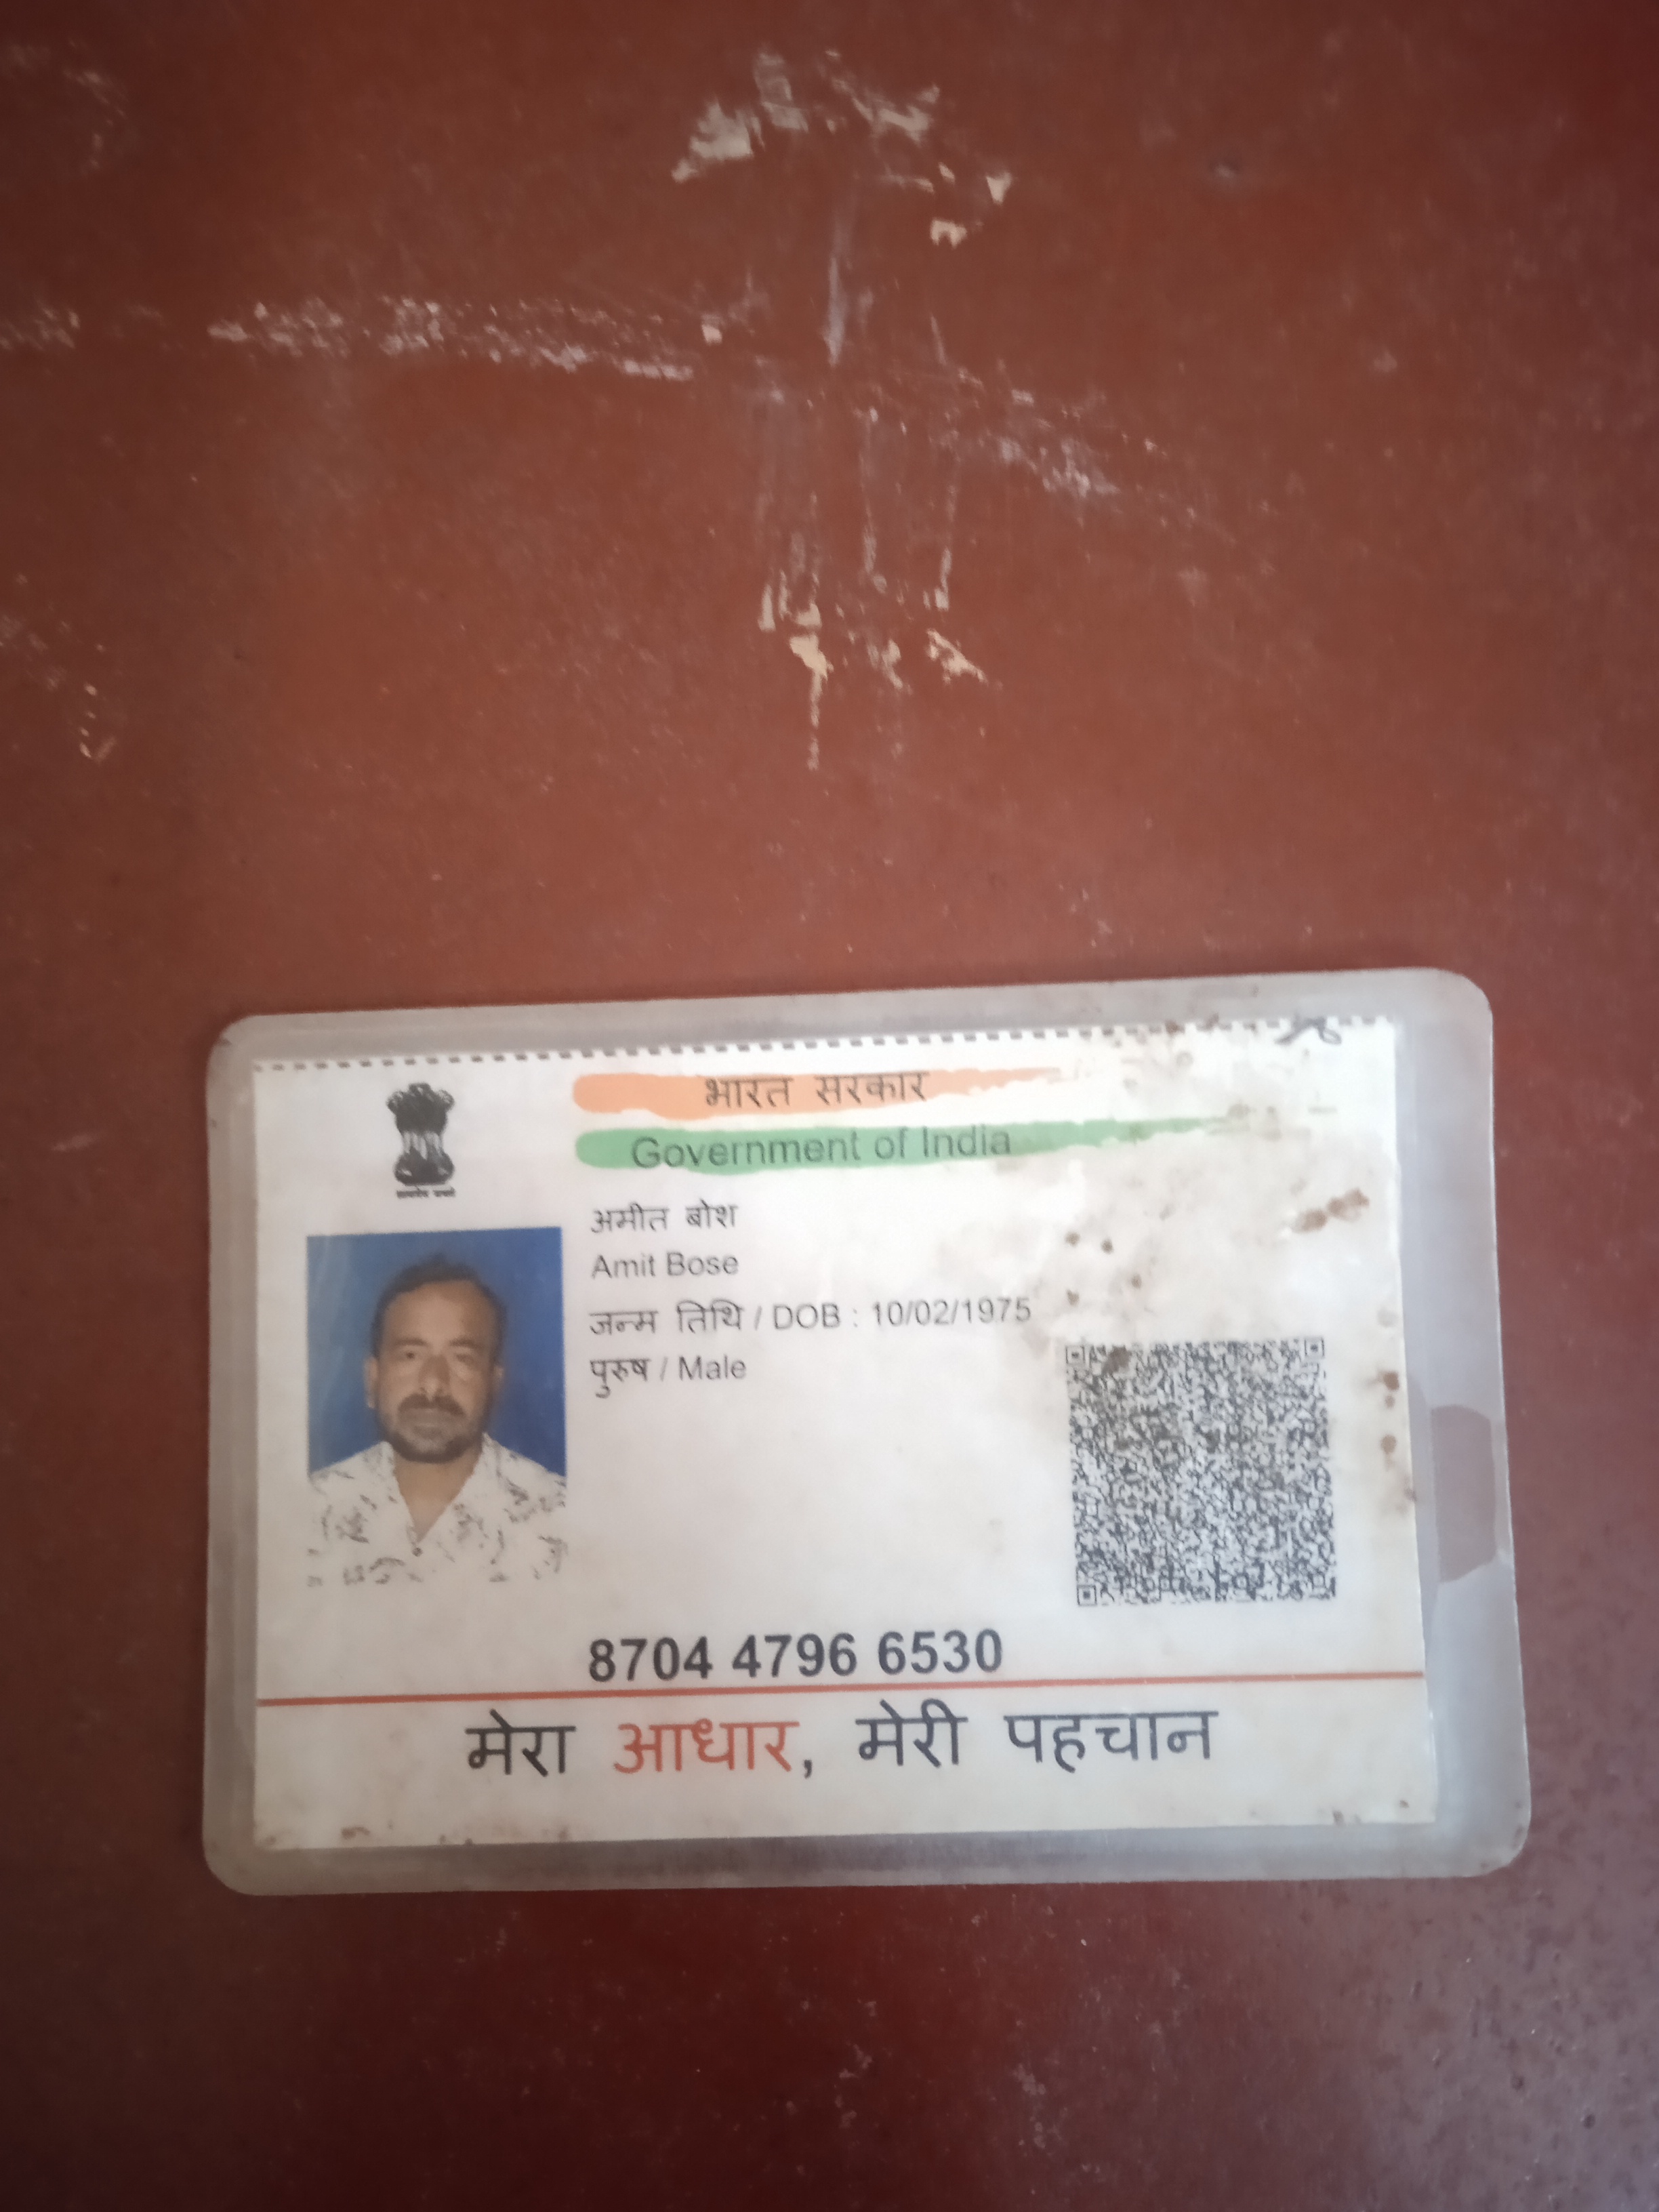 भारत सरकार
Government of India
अमीत बोश
Amit Bose
जन्म तिथि / DOB : 10/02/1975
पुरुष / Male
8704 4796 6530
मेरा आधार, मेरी पहचान